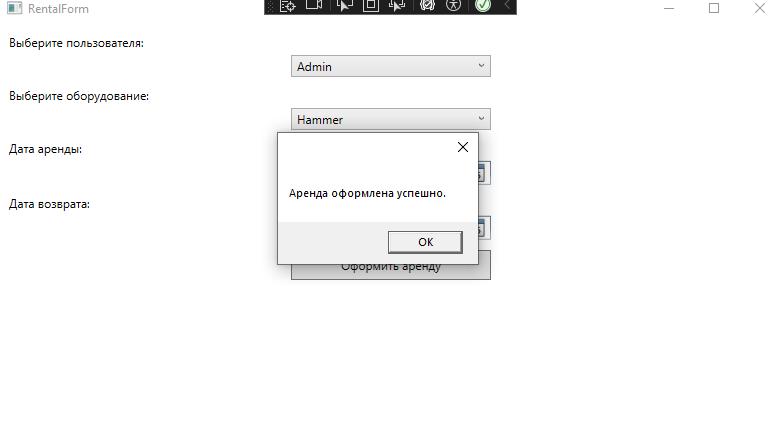 RentalForm
Выберите пользователя:
Admin
Выберите оборудование:
Hammer
Дата аренды:
Аренда оформлена успешно.
Дата возврата:
OK
Оформить аренду